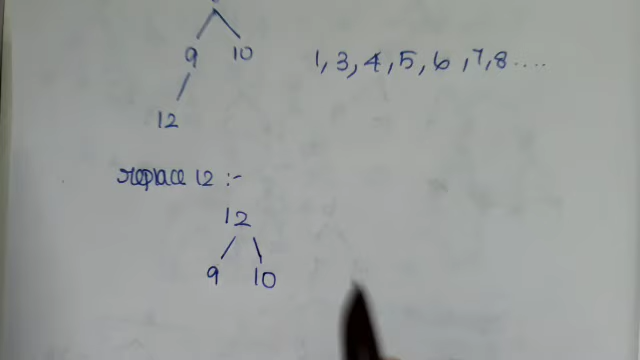 9 10
1, 3, 4, 5, 6, 7, 8 ....
12
replace 12 :-
12
9 10